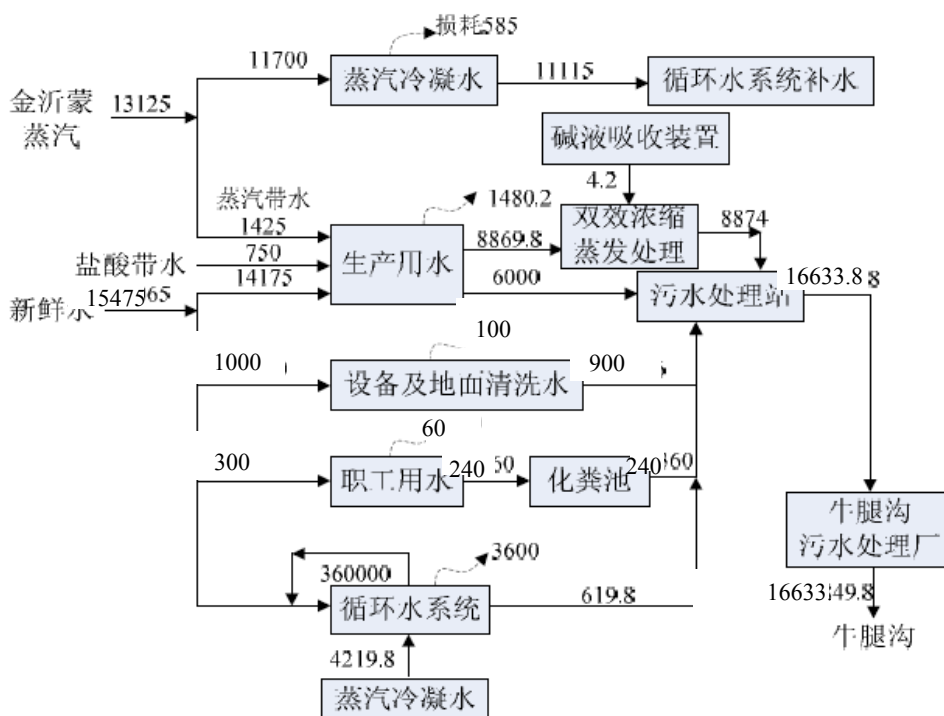 损耗585
11700
蒸汽冷凝水
11115
循环水系统补水
金沂蒙
蒸汽
13125
碱液吸收装置
4.2
蒸汽带水
1425
1480.2
双效浓缩
蒸发处理
8874
盐酸带水
750
生产用水
8869.8
14175
6000
污水处理站
16633.8
新鲜水
15475
1000
100
设备及地面清洗水
900
300
60
职工用水
240
化粪池
240
牛腿沟
污水处理厂
360000
3600
循环水系统
619.8
16633
牛腿沟
4219.8
蒸汽冷凝水